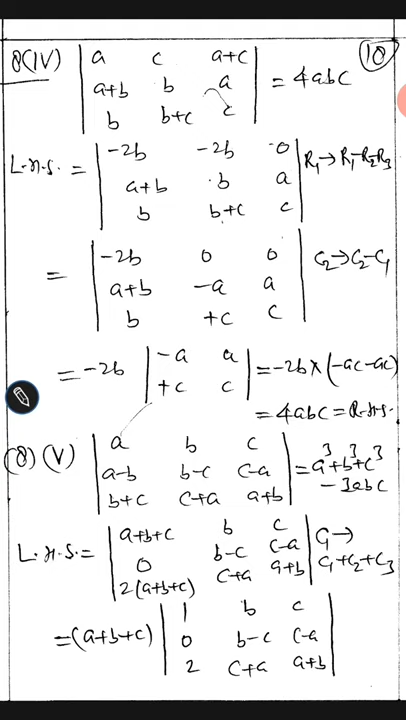 8(IV) | a c a+c | (10)
| a+b b a | = 4abc
| b b+c c |
L.H.S. = | -2b -2b 0 | R₁→R₁-R₂-R₃
| a+b b a |
| b b+c c |
= | -2b 0 0 | C₂→C₂-C₁
| a+b -a a |
| b +c c |
= -2b | -a a | = -2b×(-ac-ac)
| +c c |
= 4abc = R.H.S.
(8)(V) | a b c |
| a-b b-c c-a | = a³+b³+c³
| b+c c+a a+b | -3abc
L.H.S. = | a+b+c b c | C₁→
| 0 b-c c-a |
| 2(a+b+c) c+a a+b | C₁+C₂+C₃
= (a+b+c) | 1 b c |
| 0 b-c c-a |
| 2 c+a a+b |